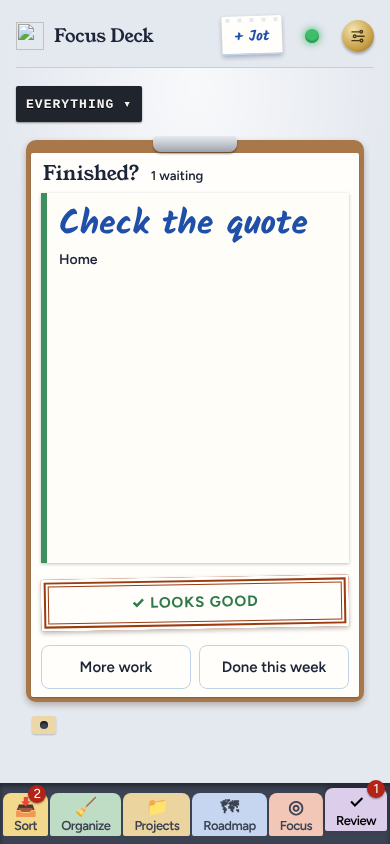 Focus Deck
+ Jot
EVERYTHING ▾
Finished? 1 waiting
Check the quote
Home
✓ LOOKS GOOD
More work
Done this week
2
1
Sort
Organize
Projects
Roadmap
Focus
Review